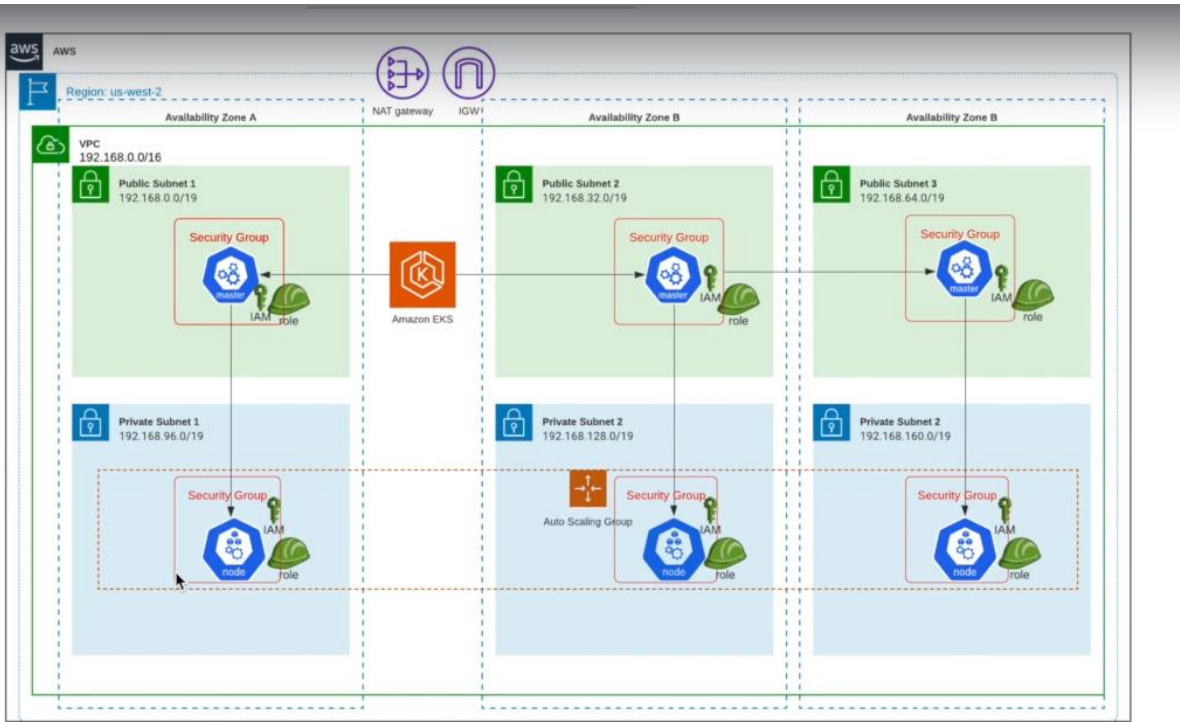 aws
AWS
Region: us-west-2
NAT gateway
IGW
Availability Zone A
Availability Zone B
Availability Zone B
VPC
192.168.0.0/16
Public Subnet 1
192.168.0.0/19
Public Subnet 2
192.168.32.0/19
Public Subnet 3
192.168.64.0/19
Security Group
master
IAM
role
K
Amazon EKS
Security Group
master
IAM
role
Security Group
master
IAM
role
Private Subnet 1
192.168.96.0/19
Private Subnet 2
192.168.128.0/19
Private Subnet 2
192.168.160.0/19
Security Group
IAM
node
role
Auto Scaling Group
Security Group
IAM
node
role
Security Group
IAM
node
role